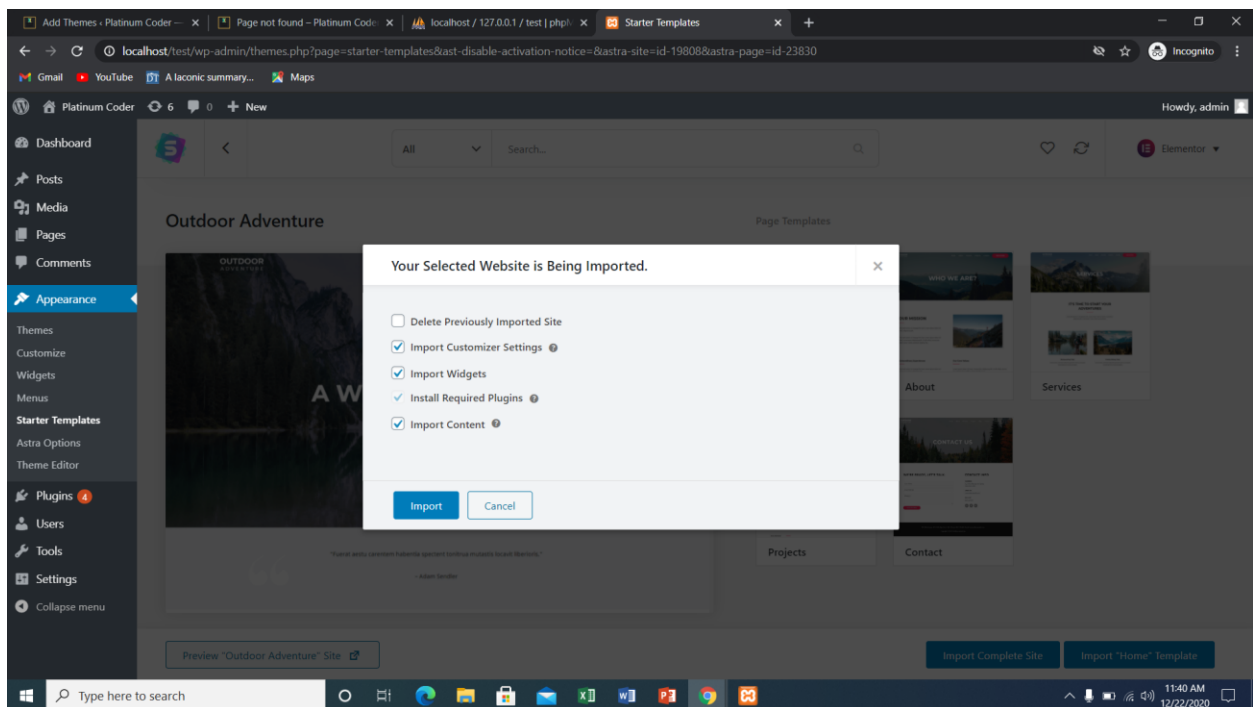 Add Themes ‹ Platinum Coder —
Page not found – Platinum Code
localhost / 127.0.0.1 / test | php
Starter Templates
localhost/test/wp-admin/themes.php?page=starter-templates&ast-disable-activation-notice=&astra-site=id-19808&astra-page=id-23830
Incognito
Gmail
YouTube
A laconic summary...
Maps
Platinum Coder
6
0
New
Howdy, admin
Dashboard
Posts
Media
Pages
Comments
Appearance
Themes
Customize
Widgets
Menus
Starter Templates
Astra Options
Theme Editor
Plugins 4
Users
Tools
Settings
Collapse menu
All
Search...
Elementor
Outdoor Adventure
Page Templates
OUTDOOR
ADVENTURE
A W
Your Selected Website is Being Imported.
Delete Previously Imported Site
Import Customizer Settings
Import Widgets
Install Required Plugins
Import Content
Import
Cancel
WHO WE ARE?
SERVICES
About
Services
CONTACT US
Projects
Contact
Preview "Outdoor Adventure" Site
Import Complete Site
Import "Home" Template
Type here to search
11:40 AM
12/22/2020